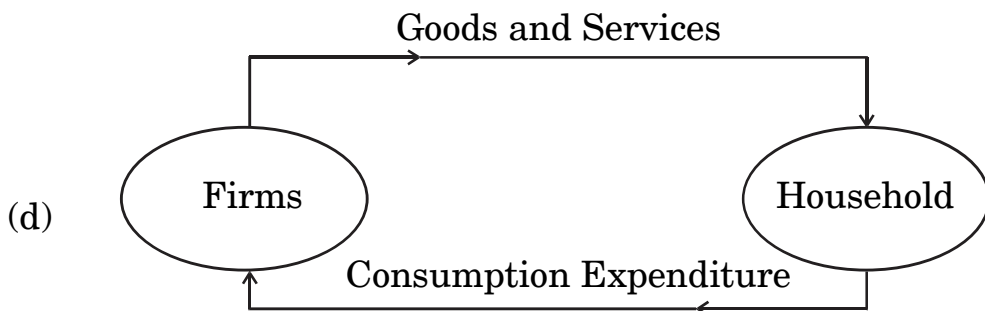 Goods and Services
Firms
Household
(d)
Consumption Expenditure